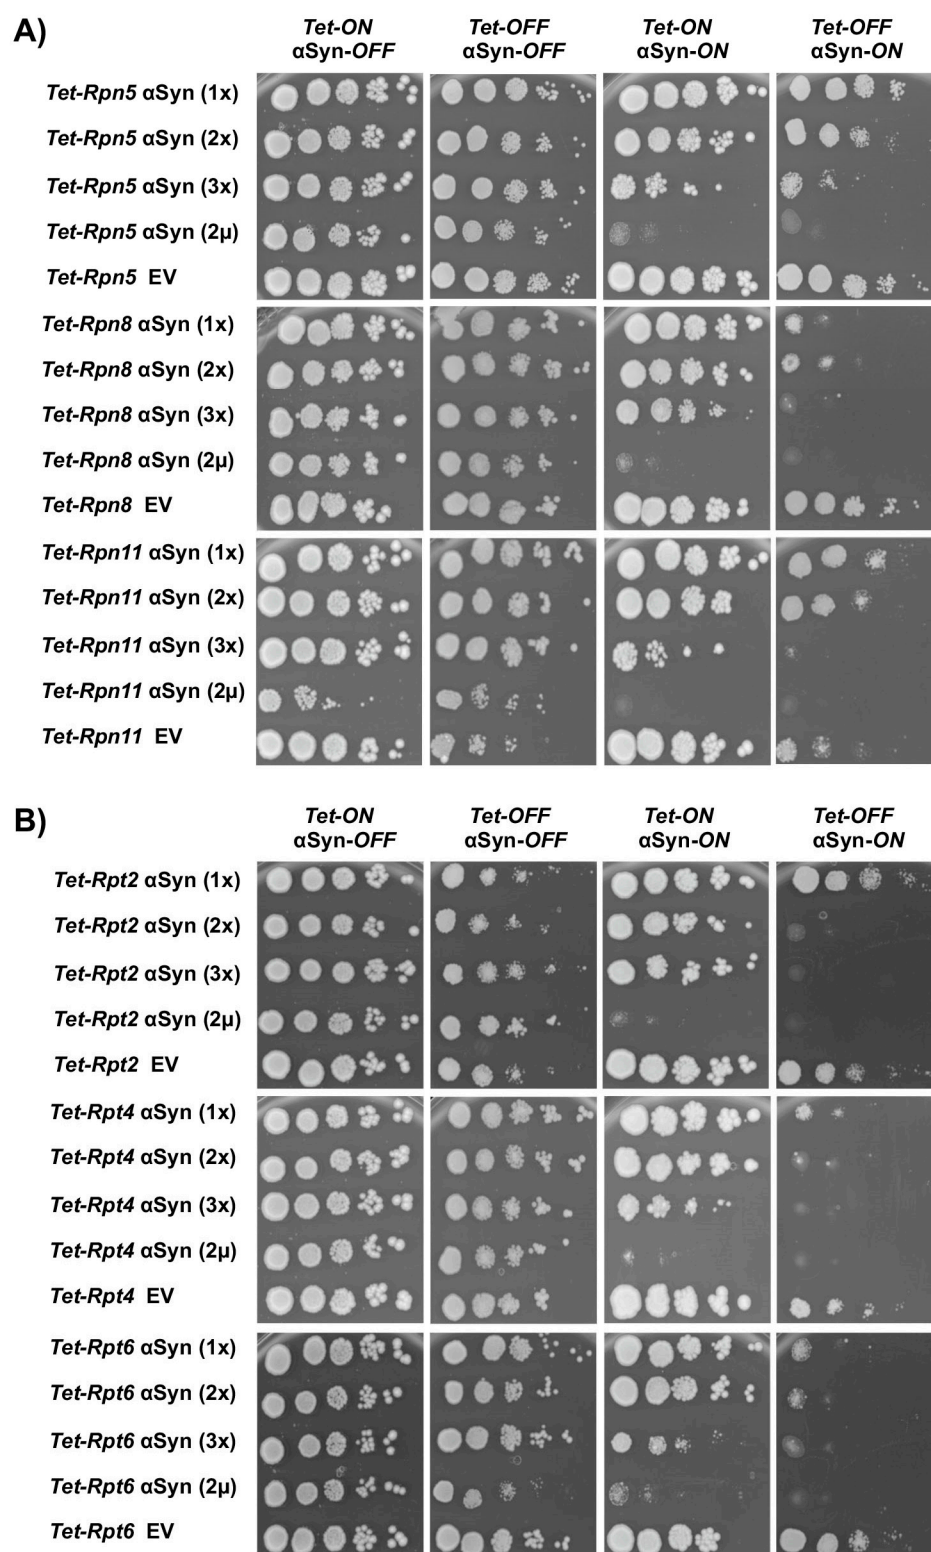 A)
Tet-ON Tet-OFF Tet-ON Tet-OFF
αSyn-OFF αSyn-OFF αSyn-ON αSyn-ON
Tet-Rpn5 αSyn (1x)
Tet-Rpn5 αSyn (2x)
Tet-Rpn5 αSyn (3x)
Tet-Rpn5 αSyn (2μ)
Tet-Rpn5 EV
Tet-Rpn8 αSyn (1x)
Tet-Rpn8 αSyn (2x)
Tet-Rpn8 αSyn (3x)
Tet-Rpn8 αSyn (2μ)
Tet-Rpn8 EV
Tet-Rpn11 αSyn (1x)
Tet-Rpn11 αSyn (2x)
Tet-Rpn11 αSyn (3x)
Tet-Rpn11 αSyn (2μ)
Tet-Rpn11 EV
B)
Tet-ON Tet-OFF Tet-ON Tet-OFF
αSyn-OFF αSyn-OFF αSyn-ON αSyn-ON
Tet-Rpt2 αSyn (1x)
Tet-Rpt2 αSyn (2x)
Tet-Rpt2 αSyn (3x)
Tet-Rpt2 αSyn (2μ)
Tet-Rpt2 EV
Tet-Rpt4 αSyn (1x)
Tet-Rpt4 αSyn (2x)
Tet-Rpt4 αSyn (3x)
Tet-Rpt4 αSyn (2μ)
Tet-Rpt4 EV
Tet-Rpt6 αSyn (1x)
Tet-Rpt6 αSyn (2x)
Tet-Rpt6 αSyn (3x)
Tet-Rpt6 αSyn (2μ)
Tet-Rpt6 EV